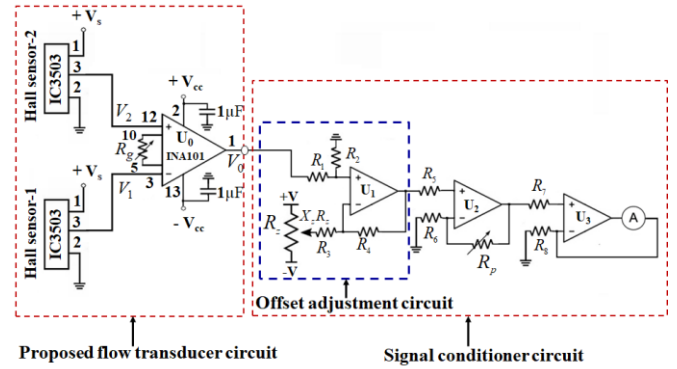 + V_s
Hall sensor-2
IC3503
1
3
2
+ V_cc
V_2
12
2
1μF
10
R_g
U_0
INA101
1
V_0
5
V_1
3
13
1μF
- V_cc
+ V_s
Hall sensor-1
IC3503
1
3
2
R_1
R_2
U_1
+V
R_z
X_zR_z
-V
R_3
R_4
R_5
U_2
R_6
R_p
R_7
U_3
R_8
A
Offset adjustment circuit
Proposed flow transducer circuit
Signal conditioner circuit